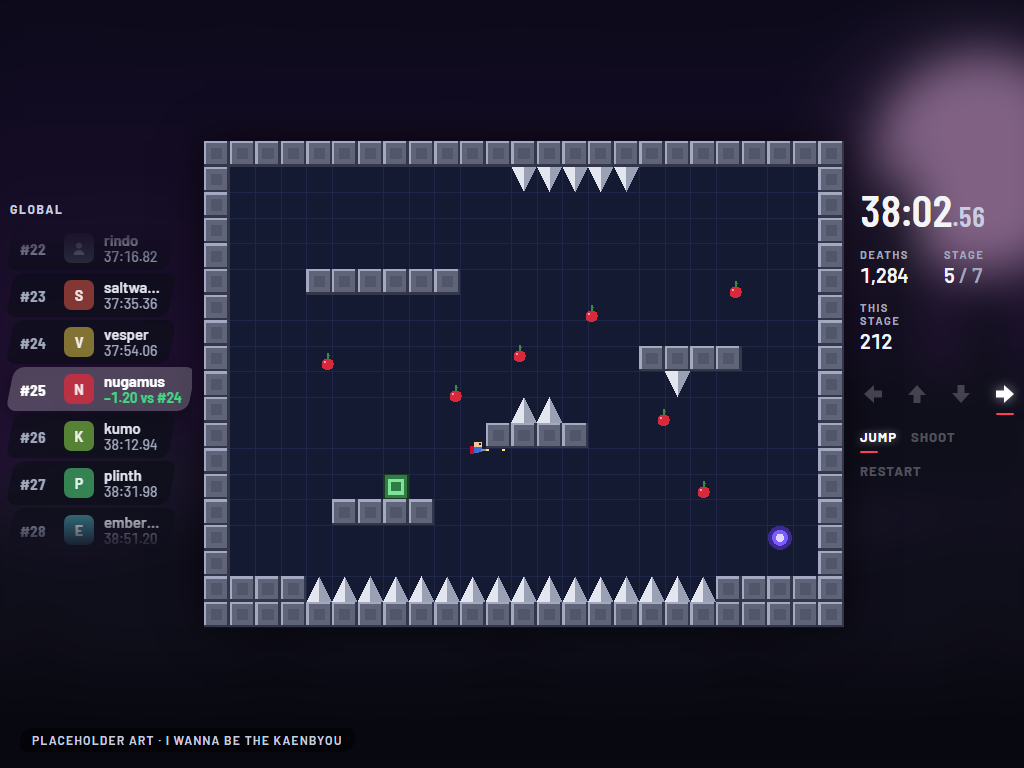 GLOBAL
#22
rindo
37:16.82
#23
S
saltwa...
37:35.36
#24
V
vesper
37:54.06
#25
N
nugamus
−1.20 vs #24
#26
K
kumo
38:12.94
#27
P
plinth
38:31.98
#28
E
ember...
38:51.20
38:02.56
DEATHS STAGE
1,284 5 / 7
THIS
STAGE
212
JUMP SHOOT
RESTART
PLACEHOLDER ART · I WANNA BE THE KAENBYOU